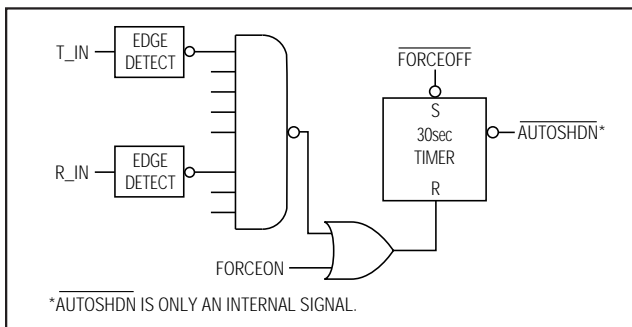 T_IN
EDGE
DETECT
R_IN
EDGE
DETECT
FORCEON
FORCEOFF
S
30sec
TIMER
R
AUTOSHDN*
*AUTOSHDN IS ONLY AN INTERNAL SIGNAL.